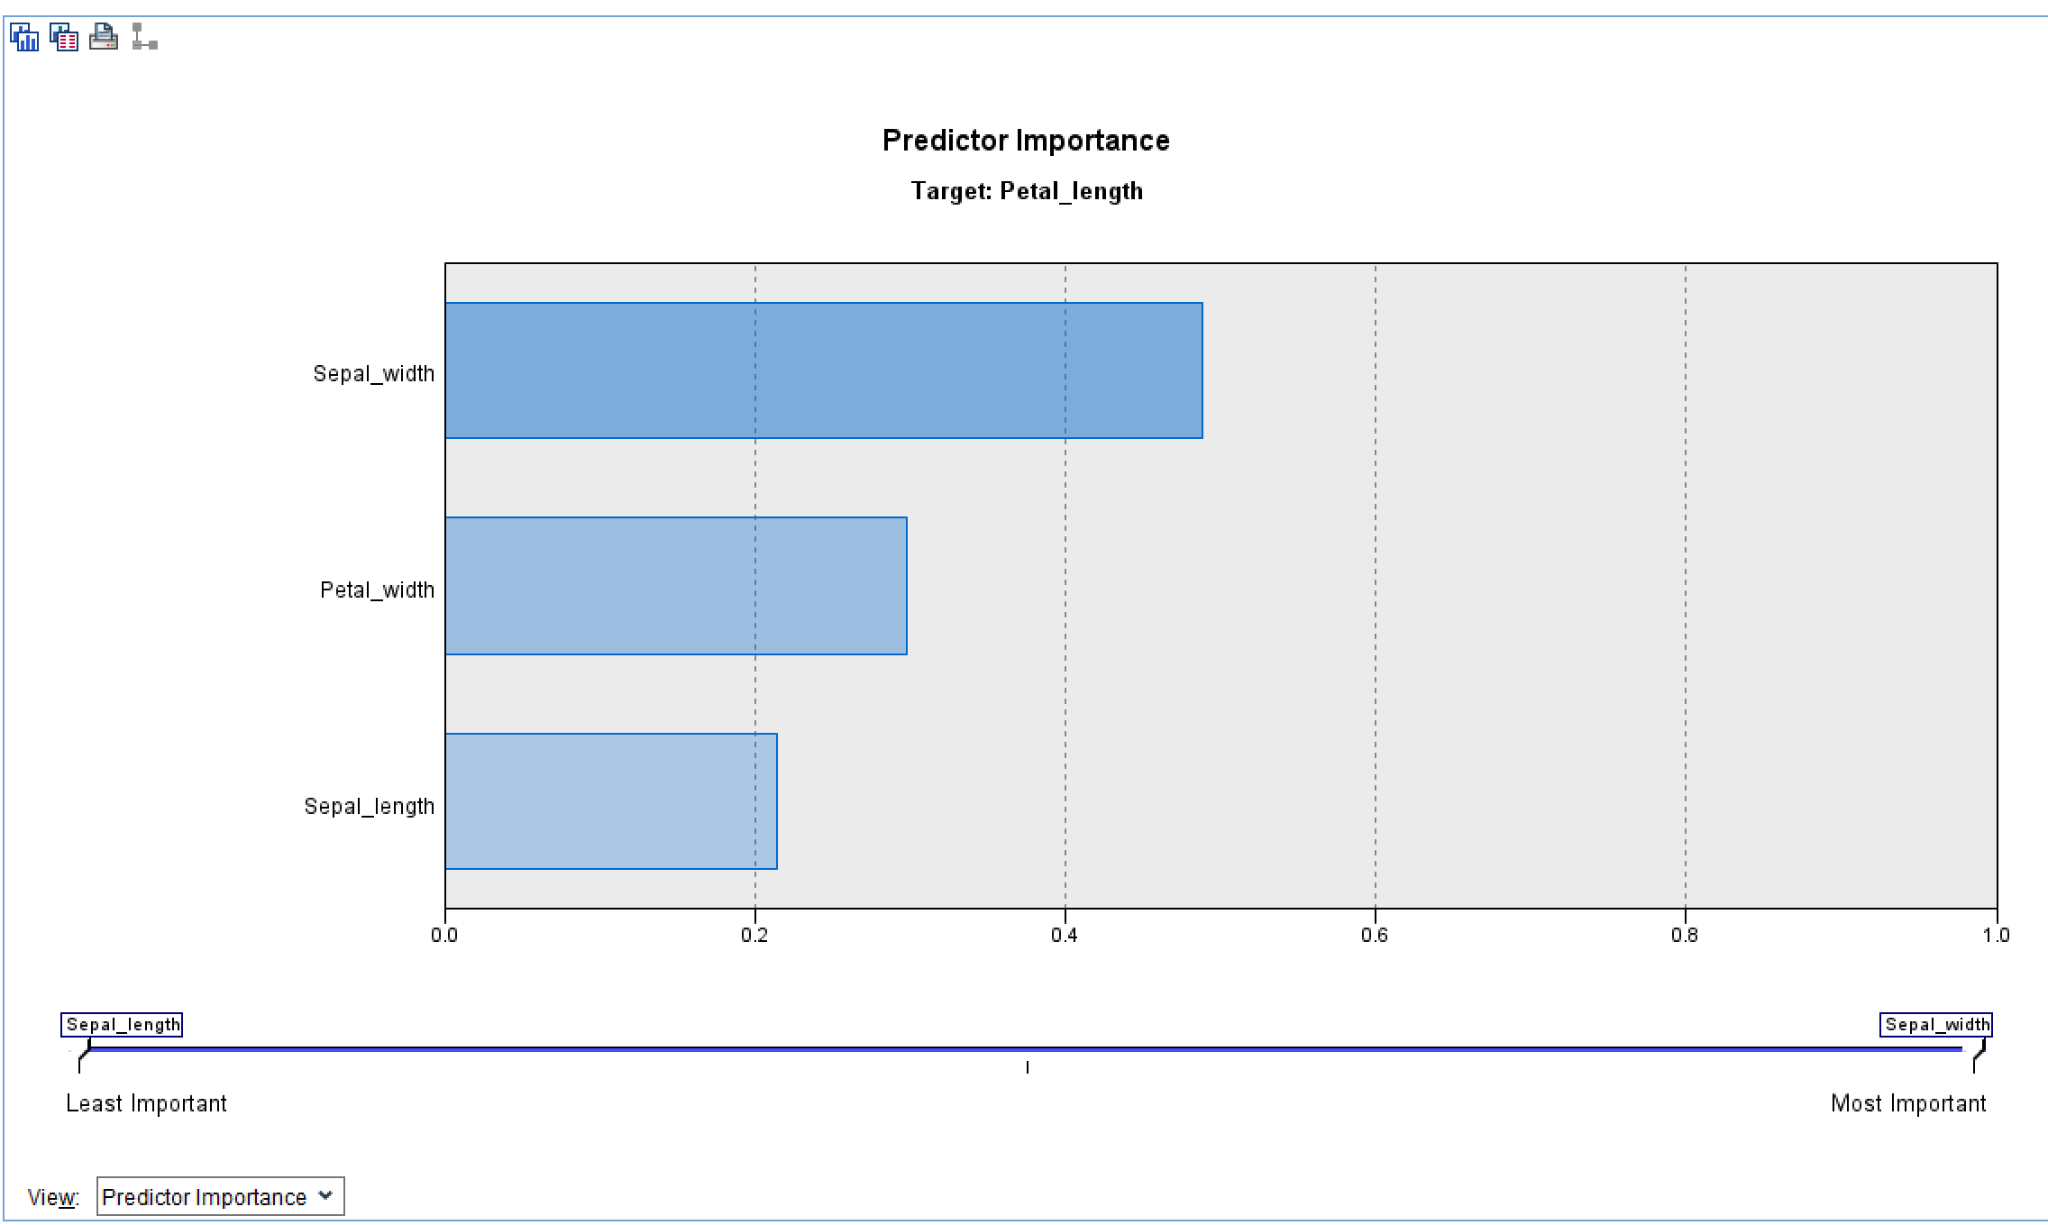 Predictor Importance
Target: Petal_length
Sepal_width
Petal_width
Sepal_length
0.0 0.2 0.4 0.6 0.8 1.0
Sepal_length Sepal_width
Least Important Most Important
View: Predictor Importance